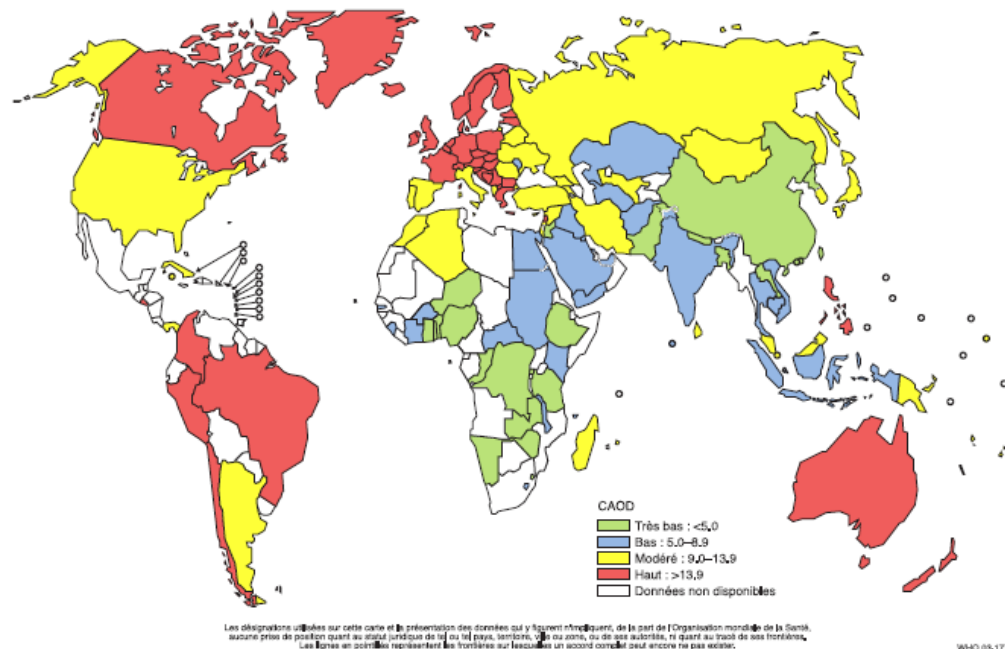 CAOD
Très bas : <5.0
Bas : 5.0–8.9
Modéré : 9.0–13.9
Haut : >13.9
Données non disponibles
Les désignations utilisées sur cette carte et la présentation des données qui y figurent n'impliquent, de la part de l'Organisation mondiale de la Santé,
aucune prise de position quant au statut juridique de tel ou tel pays, territoire, ville ou zone, ou de ses autorités, ni quant au tracé de ses frontières.
Les lignes en pointillés représentent les frontières sur lesquelles un accord complet peut encore ne pas exister.
WHO